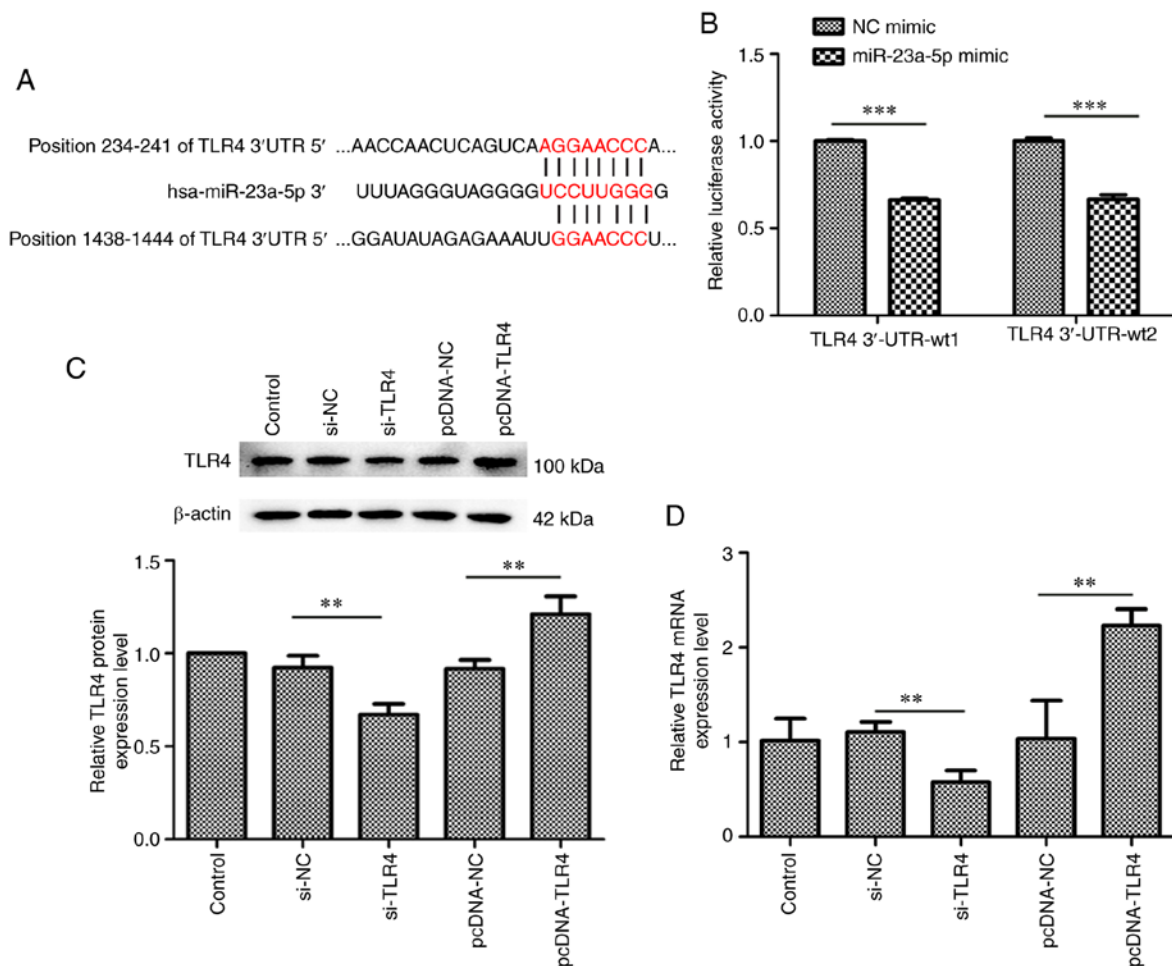 A
Position 234-241 of TLR4 3′UTR 5′ ...AACCAACUCAGUCAAGGAACCCA...
hsa-miR-23a-5p 3′ UUUAGGGUAGGGGUCCUUGGGG
Position 1438-1444 of TLR4 3′UTR 5′ ...GGAUAUAGAGAAAUUGGAACCCU...
B
NC mimic
miR-23a-5p mimic
Relative luciferase activity
1.5
1.0
0.5
0.0
***
***
TLR4 3′-UTR-wt1
TLR4 3′-UTR-wt2
C
Control
si-NC
si-TLR4
pcDNA-NC
pcDNA-TLR4
TLR4
100 kDa
β-actin
42 kDa
Relative TLR4 protein
expression level
1.5
1.0
0.5
0.0
**
**
Control
si-NC
si-TLR4
pcDNA-NC
pcDNA-TLR4
D
Relative TLR4 mRNA
expression level
3
2
1
0
**
**
Control
si-NC
si-TLR4
pcDNA-NC
pcDNA-TLR4